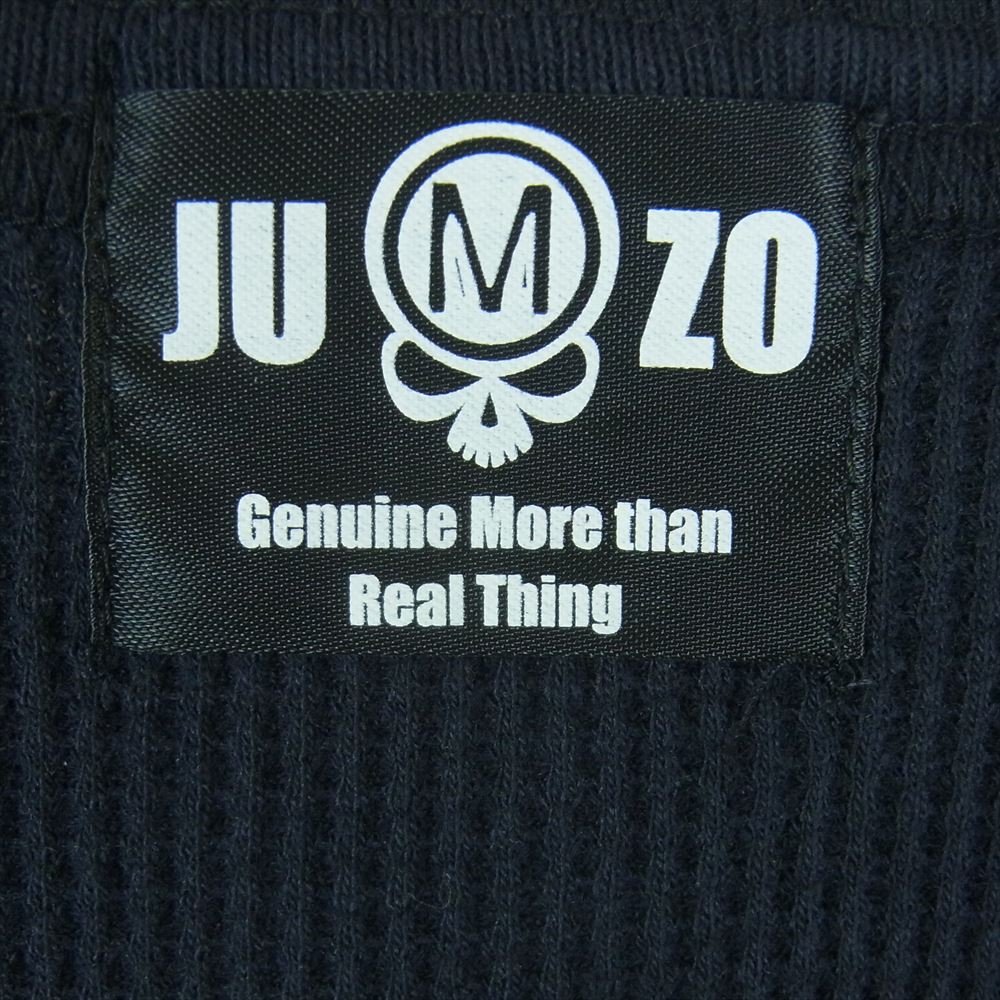 JU M ZO
Genuine More than
Real Thing